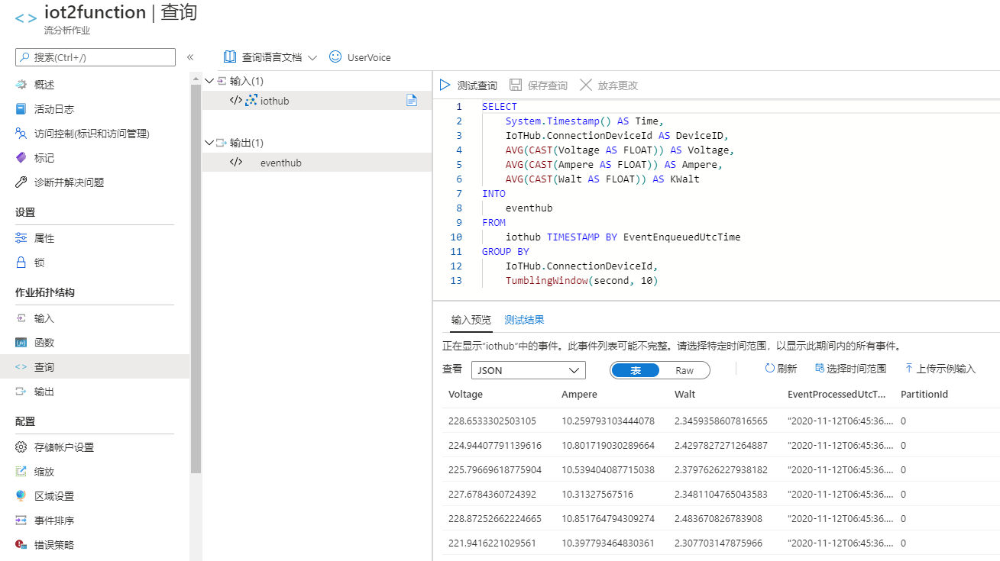 iot2function | 查询
流分析作业
搜索(Ctrl+/)
«
概述
活动日志
访问控制(标识和访问管理)
标记
诊断并解决问题
设置
属性
锁
作业拓扑结构
输入
函数
查询
输出
配置
存储帐户设置
缩放
区域设置
事件排序
错误策略
查询语言文档
UserVoice
输入(1)
iothub
输出(1)
eventhub
测试查询 保存查询 放弃更改
1 SELECT
2 System.Timestamp() AS Time,
3 IoTHub.ConnectionDeviceId AS DeviceID,
4 AVG(CAST(Voltage AS FLOAT)) AS Voltage,
5 AVG(CAST(Ampere AS FLOAT)) AS Ampere,
6 AVG(CAST(Walt AS FLOAT)) AS KWalt
7 INTO
8 eventhub
9 FROM
10 iothub TIMESTAMP BY EventEnqueuedUtcTime
11 GROUP BY
12 IoTHub.ConnectionDeviceId,
13 TumblingWindow(second, 10)
输入预览 测试结果
正在显示"iothub"中的事件。此事件列表可能不完整。请选择特定时间范围，以显示此期间内的所有事件。
查看 JSON 表 Raw 刷新 选择时间范围 上传示例输入
Voltage Ampere Walt EventProcessedUtcT... PartitionId
228.6533302503105 10.259793103444078 2.3459358607816565 "2020-11-12T06:45:36.... 0
224.94407791139616 10.801719030289664 2.4297827271264887 "2020-11-12T06:45:36.... 0
225.79669618775904 10.539404087715038 2.3797626227938182 "2020-11-12T06:45:36.... 0
227.6784360724392 10.31327567516 2.3481104765043583 "2020-11-12T06:45:36.... 0
228.87252662224665 10.851764794309274 2.483670826783908 "2020-11-12T06:45:36.... 0
221.9416221029561 10.397793464830361 2.307703147875966 "2020-11-12T06:45:36.... 0